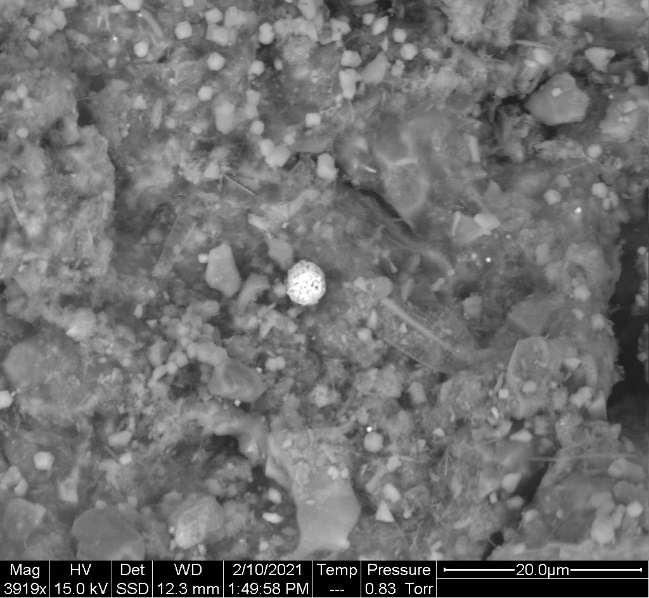 Mag HV Det WD 2/10/2021 Temp Pressure 20.0µm
3919x 15.0 kV SSD 12.3 mm 1:49:58 PM --- 0.83 Torr